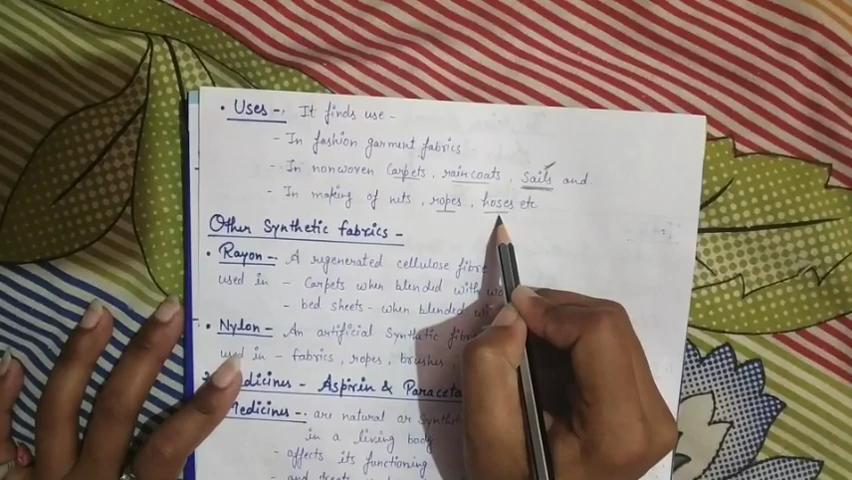 • Uses -. It finds use -
- In fashion garment fabrics
- In nonwoven carpets, raincoats, sails and
- In making of nets, ropes, hoses etc
Other Synthetic fabrics -
• Rayon - A regenerated cellulose fibre
used in - Carpets when blended with
- bed sheets - when blended
• Nylon - An artificial synthetic fibre
used in - fabrics, ropes, brushes
Medicines - Aspirin &
Medicines -. are natural or
in a living body
- affects its functioning